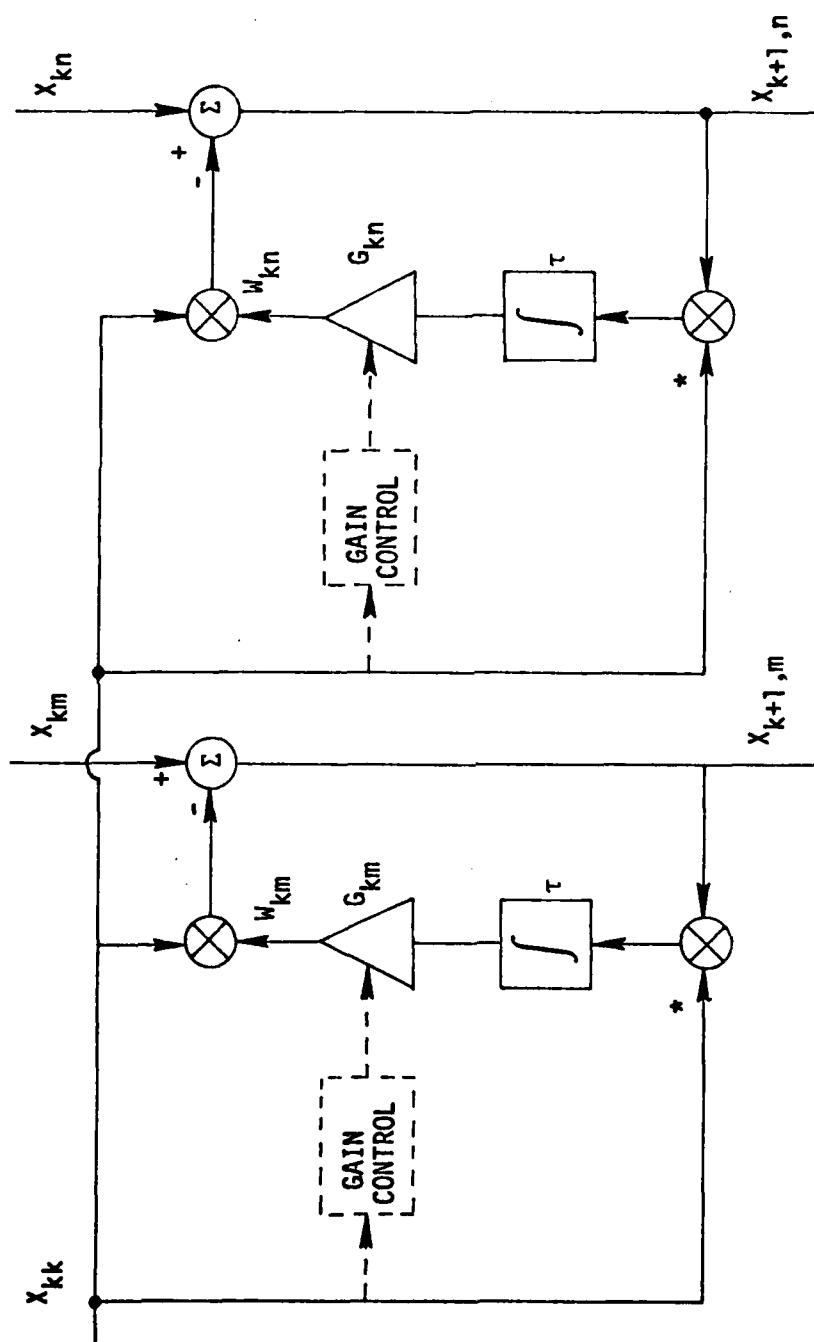 X_kk
X_km
X_kn
+
-
Σ
+
-
Σ
W_km
W_kn
G_km
G_kn
GAIN
CONTROL
GAIN
CONTROL
∫
τ
∫
τ
*
*
X_k+1,m
X_k+1,n